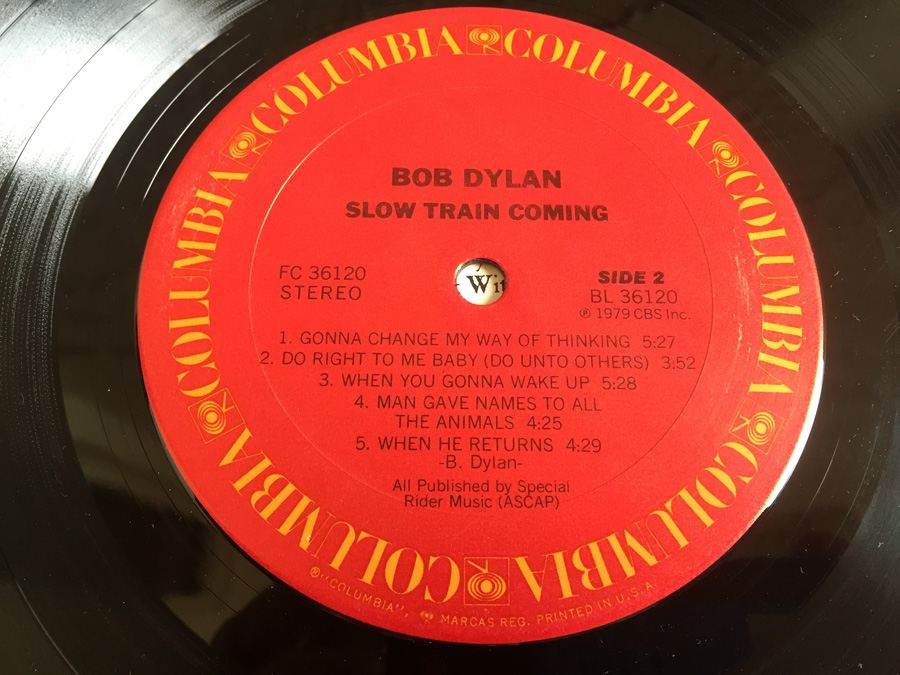 COLUMBIA COLUMBIA COLUMBIA COLUMBIA COLUMBIA COLUMBIA COLUMBIA
BOB DYLAN
SLOW TRAIN COMING
FC 36120
STEREO
SIDE 2
BL 36120
℗ 1979 CBS Inc.
1. GONNA CHANGE MY WAY OF THINKING 5:27
2. DO RIGHT TO ME BABY (DO UNTO OTHERS) 3:52
3. WHEN YOU GONNA WAKE UP 5:28
4. MAN GAVE NAMES TO ALL
THE ANIMALS 4:25
5. WHEN HE RETURNS 4:29
-B. Dylan-
All Published by Special
Rider Music (ASCAP)
® "COLUMBIA", MARCAS REG. PRINTED IN U.S.A.